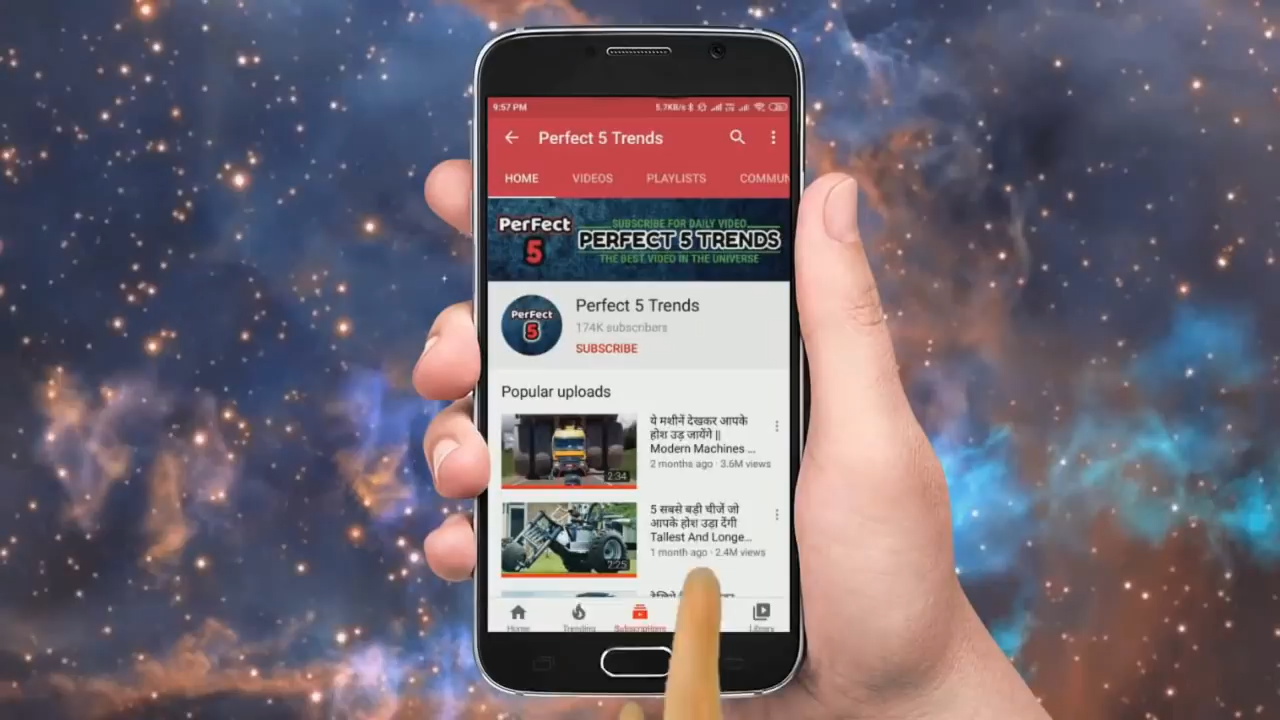 9:57 PM
5.7KB/s
Perfect 5 Trends
HOME
VIDEOS
PLAYLISTS
COMMUN
PerFect
5
SUBSCRIBE FOR DAILY VIDEO
PERFECT 5 TRENDS
THE BEST VIDEO IN THE UNIVERSE
PerFect
5
Perfect 5 Trends
174K subscribers
SUBSCRIBE
Popular uploads
2:34
ये मशीनें देखकर आपके
होश उड़ जायेंगे ||
Modern Machines ...
2 months ago · 3.6M views
2:25
5 सबसे बड़ी चीजें जो
आपके होश उड़ा देंगी
Tallest And Longe...
1 month ago · 2.4M views
Home
Trending
Subscriptions
Library